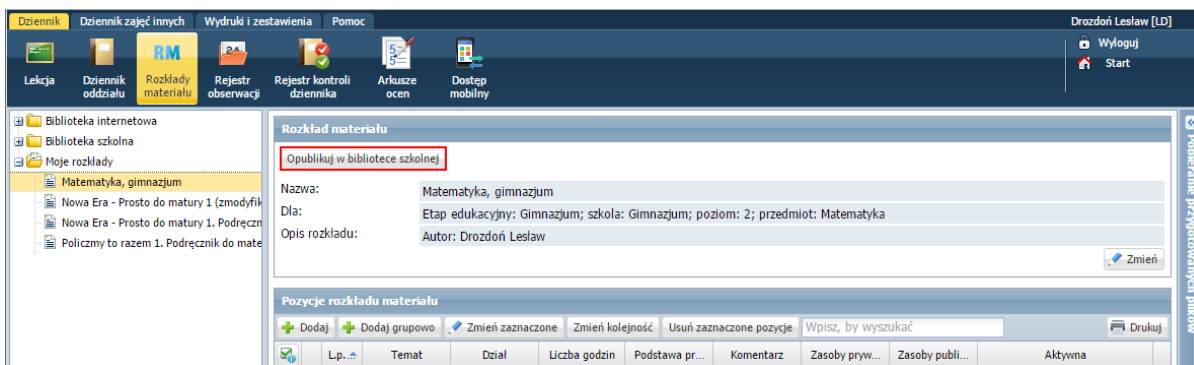 Dziennik Dziennik zajęć innych Wydruki i zestawienia Pomoc Drozdoń Lesław [LD]
RM Wyloguj
Start
Lekcja Dziennik oddziału Rozkłady materiału Rejestr obserwacji Rejestr kontroli dziennika Arkusze ocen Dostęp mobilny
Biblioteka internetowa
Biblioteka szkolna
Moje rozkłady
Matematyka, gimnazjum
Nowa Era - Prosto do matury 1 (zmodyfik
Nowa Era - Prosto do matury 1. Podręczn
Policzmy to razem 1. Podręcznik do mate
Rozkład materiału
Opublikuj w bibliotece szkolnej
Nazwa: Matematyka, gimnazjum
Dla: Etap edukacyjny: Gimnazjum; szkola: Gimnazjum; poziom: 2; przedmiot: Matematyka
Opis rozkładu: Autor: Drozdoń Lesław
Zmień
Pozycje rozkładu materiału
Dodaj Dodaj grupowo Zmień zaznaczone Zmień kolejność Usuń zaznaczone pozycje Wpisz, by wyszukać Drukuj
L.p. Temat Dział Liczba godzin Podstawa pr... Komentarz Zasoby pryw... Zasoby publi... Aktywna
Pobieranie przygotowanych plików